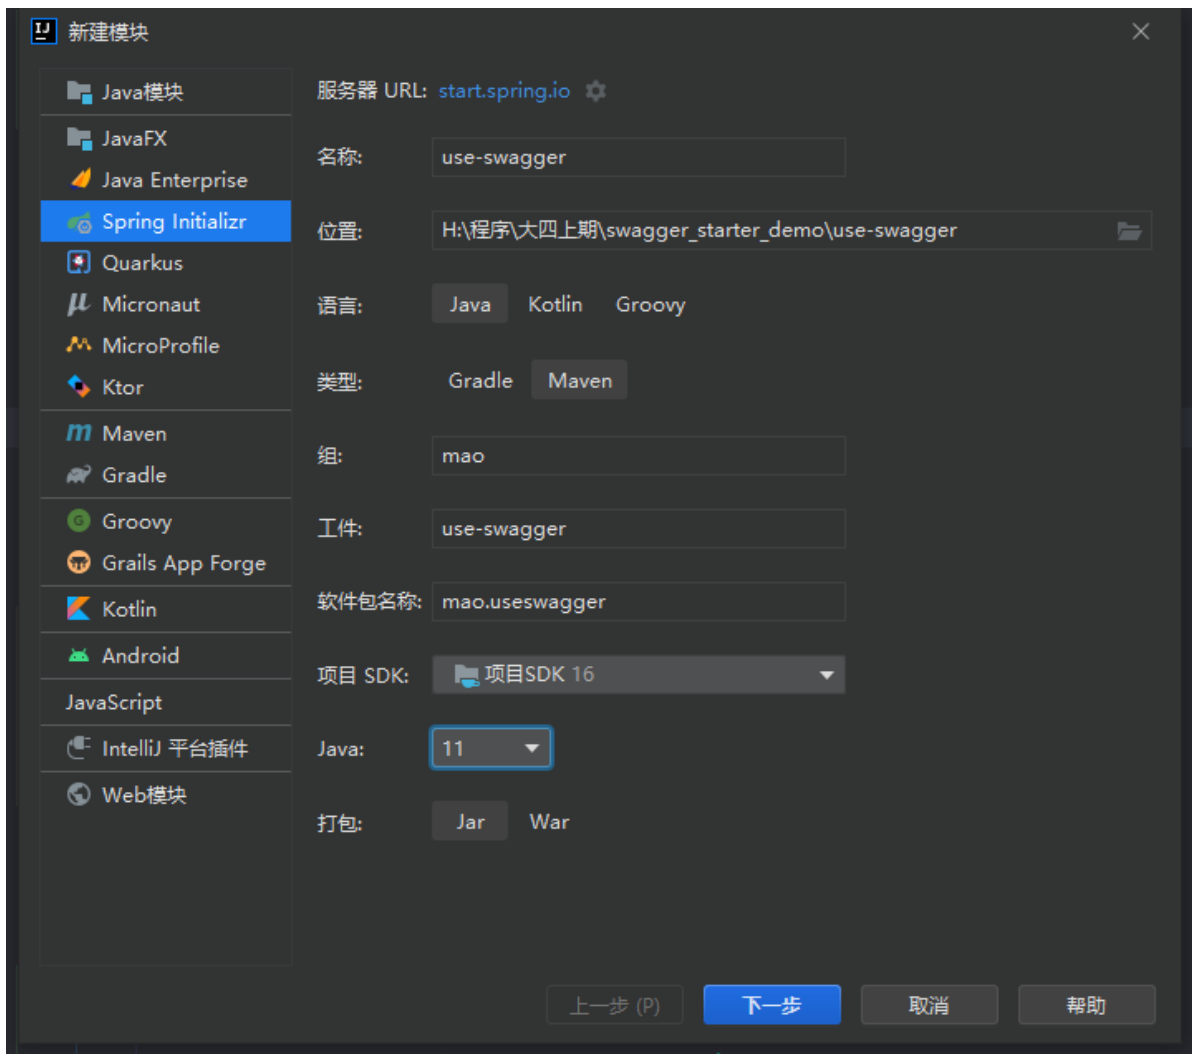 新建模块
Java模块
JavaFX
Java Enterprise
Spring Initializr
Quarkus
Micronaut
MicroProfile
Ktor
Maven
Gradle
Groovy
Grails App Forge
Kotlin
Android
JavaScript
IntelliJ 平台插件
Web模块
服务器 URL: start.spring.io
名称: use-swagger
位置: H:\程序\大四上期\swagger_starter_demo\use-swagger
语言: Java Kotlin Groovy
类型: Gradle Maven
组: mao
工件: use-swagger
软件包名称: mao.useswagger
项目 SDK: 项目SDK 16
Java: 11
打包: Jar War
上一步 (P) 下一步 取消 帮助